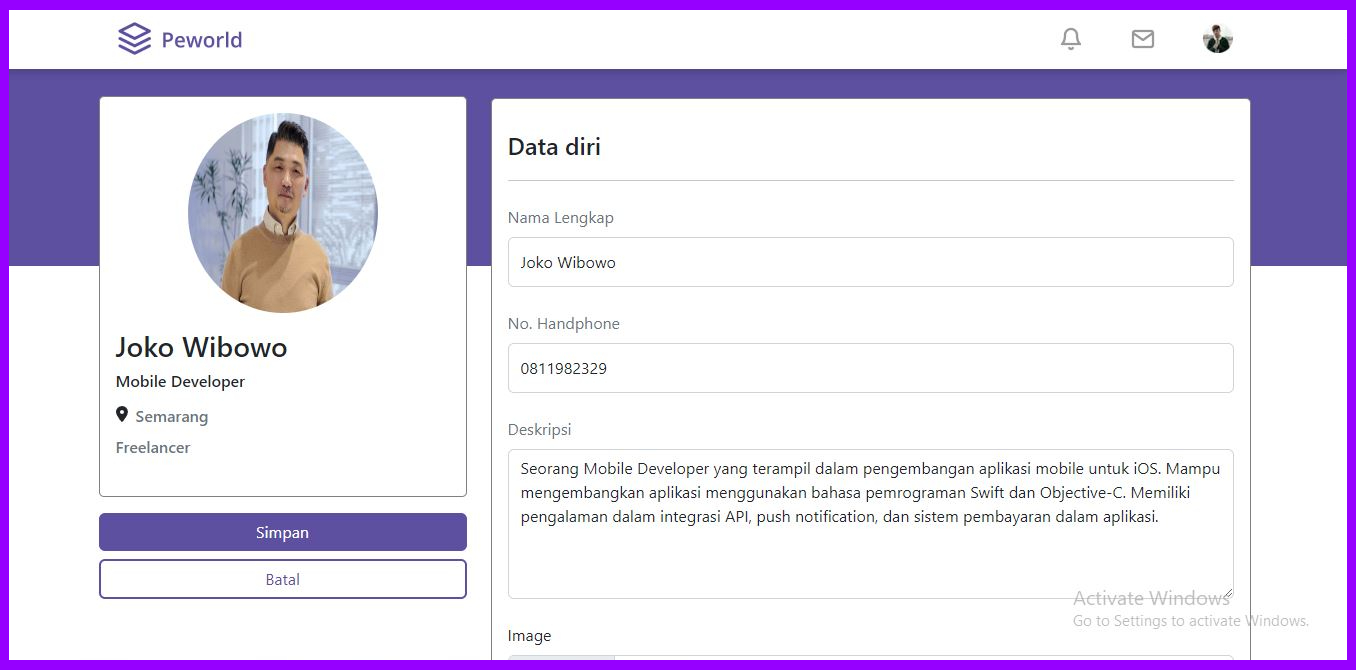 Peworld
Joko Wibowo
Mobile Developer
Semarang
Freelancer
Simpan
Batal
Data diri
Nama Lengkap
Joko Wibowo
No. Handphone
0811982329
Deskripsi
Seorang Mobile Developer yang terampil dalam pengembangan aplikasi mobile untuk iOS. Mampu
mengembangkan aplikasi menggunakan bahasa pemrograman Swift dan Objective-C. Memiliki
pengalaman dalam integrasi API, push notification, dan sistem pembayaran dalam aplikasi.
Image
Activate Windows
Go to Settings to activate Windows.